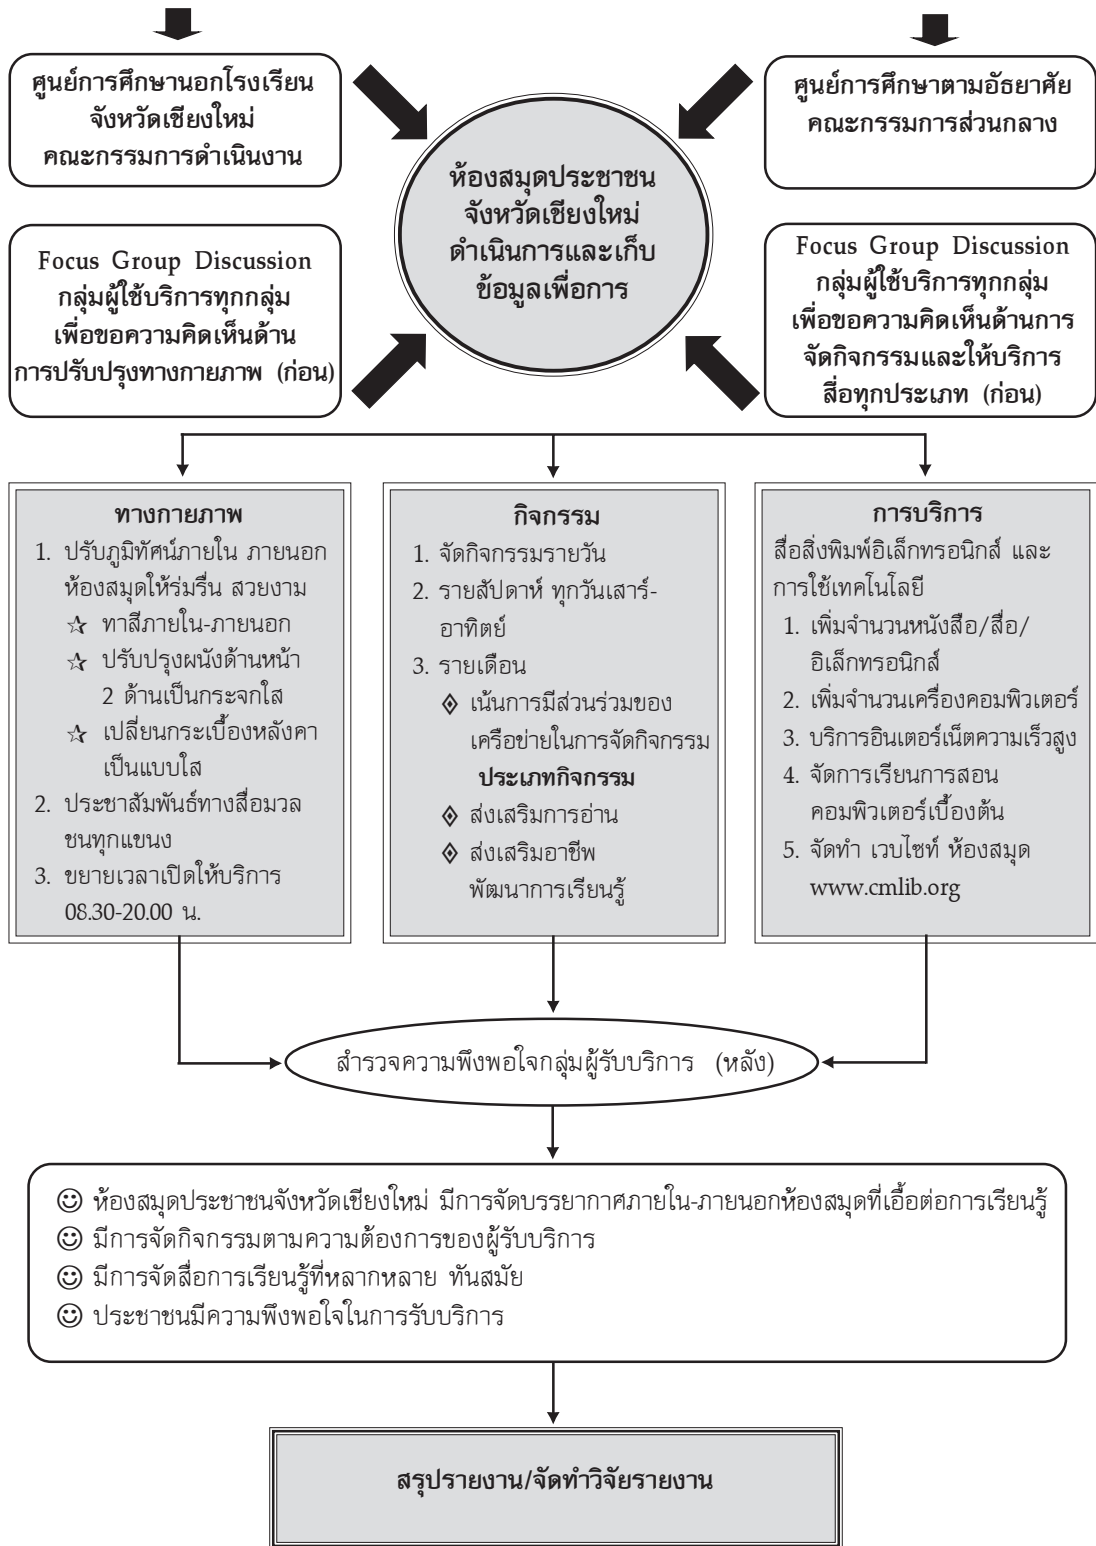 ศูนย์การศึกษานอกโรงเรียน
จังหวัดเชียงใหม่
คณะกรรมการดำเนินงาน
ศูนย์การศึกษาตามอัธยาศัย
คณะกรรมการส่วนกลาง
ห้องสมุดประชาชน
จังหวัดเชียงใหม่
ดำเนินการและเก็บ
ข้อมูลเพื่อการ
Focus Group Discussion
กลุ่มผู้ใช้บริการทุกกลุ่ม
เพื่อขอความคิดเห็นด้าน
การปรับปรุงทางกายภาพ (ก่อน)
Focus Group Discussion
กลุ่มผู้ใช้บริการทุกกลุ่ม
เพื่อขอความคิดเห็นด้านการ
จัดกิจกรรมและให้บริการ
สื่อทุกประเภท (ก่อน)
ทางกายภาพ
1. ปรับภูมิทัศน์ภายใน ภายนอก
ห้องสมุดให้ร่มรื่น สวยงาม
☆ ทาสีภายใน-ภายนอก
☆ ปรับปรุงผนังด้านหน้า
2 ด้านเป็นกระจกใส
☆ เปลี่ยนกระเบื้องหลังคา
เป็นแบบใส
2. ประชาสัมพันธ์ทางสื่อมวล
ชนทุกแขนง
3. ขยายเวลาเปิดให้บริการ
08.30-20.00 น.
กิจกรรม
1. จัดกิจกรรมรายวัน
2. รายสัปดาห์ ทุกวันเสาร์-
อาทิตย์
3. รายเดือน
เน้นการมีส่วนร่วมของ
เครือข่ายในการจัดกิจกรรม
ประเภทกิจกรรม
ส่งเสริมการอ่าน
ส่งเสริมอาชีพ
พัฒนาการเรียนรู้
การบริการ
สื่อสิ่งพิมพ์อิเล็กทรอนิกส์ และ
การใช้เทคโนโลยี
1. เพิ่มจำนวนหนังสือ/สื่อ/
อิเล็กทรอนิกส์
2. เพิ่มจำนวนเครื่องคอมพิวเตอร์
3. บริการอินเตอร์เน็ตความเร็วสูง
4. จัดการเรียนการสอน
คอมพิวเตอร์เบื้องต้น
5. จัดทำ เวบไซท์ ห้องสมุด
www.cmlib.org
สำรวจความพึงพอใจกลุ่มผู้รับบริการ (หลัง)
☺ ห้องสมุดประชาชนจังหวัดเชียงใหม่ มีการจัดบรรยากาศภายใน-ภายนอกห้องสมุดที่เอื้อต่อการเรียนรู้
☺ มีการจัดกิจกรรมตามความต้องการของผู้รับบริการ
☺ มีการจัดสื่อการเรียนรู้ที่หลากหลาย ทันสมัย
☺ ประชาชนมีความพึงพอใจในการรับบริการ
สรุปรายงาน/จัดทำวิจัยรายงาน